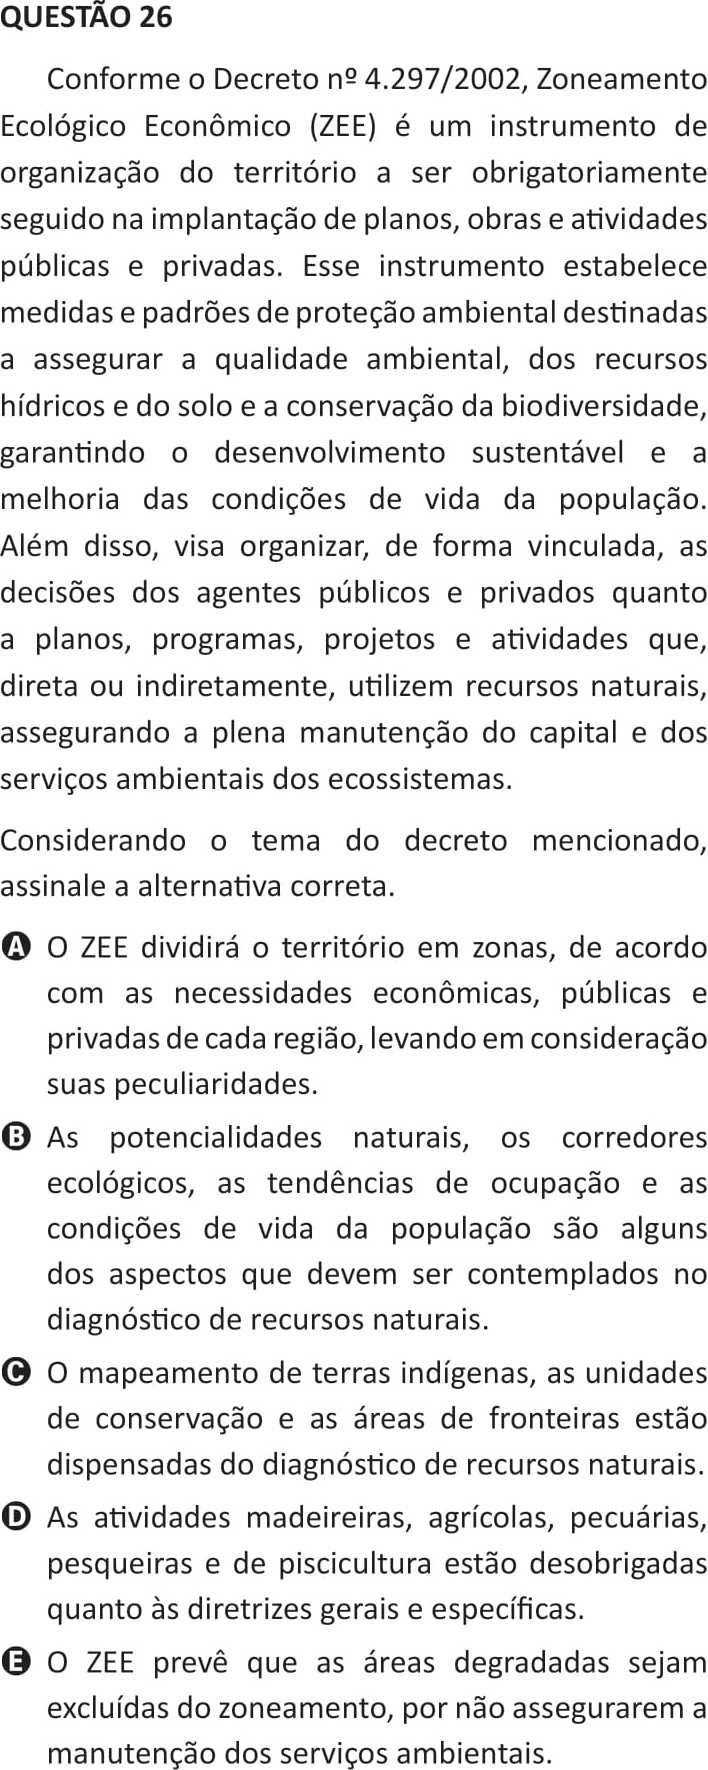 QUESTÃO 26
Conforme o Decreto nº 4.297/2002, Zoneamento
Ecológico Econômico (ZEE) é um instrumento de
organização do território a ser obrigatoriamente
seguido na implantação de planos, obras e atividades
públicas e privadas. Esse instrumento estabelece
medidas e padrões de proteção ambiental destinadas
a assegurar a qualidade ambiental, dos recursos
hídricos e do solo e a conservação da biodiversidade,
garantindo o desenvolvimento sustentável e a
melhoria das condições de vida da população.
Além disso, visa organizar, de forma vinculada, as
decisões dos agentes públicos e privados quanto
a planos, programas, projetos e atividades que,
direta ou indiretamente, utilizem recursos naturais,
assegurando a plena manutenção do capital e dos
serviços ambientais dos ecossistemas.
Considerando o tema do decreto mencionado,
assinale a alternativa correta.
A O ZEE dividirá o território em zonas, de acordo
com as necessidades econômicas, públicas e
privadas de cada região, levando em consideração
suas peculiaridades.
B As potencialidades naturais, os corredores
ecológicos, as tendências de ocupação e as
condições de vida da população são alguns
dos aspectos que devem ser contemplados no
diagnóstico de recursos naturais.
C O mapeamento de terras indígenas, as unidades
de conservação e as áreas de fronteiras estão
dispensadas do diagnóstico de recursos naturais.
D As atividades madeireiras, agrícolas, pecuárias,
pesqueiras e de piscicultura estão desobrigadas
quanto às diretrizes gerais e específicas.
E O ZEE prevê que as áreas degradadas sejam
excluídas do zoneamento, por não assegurarem a
manutenção dos serviços ambientais.